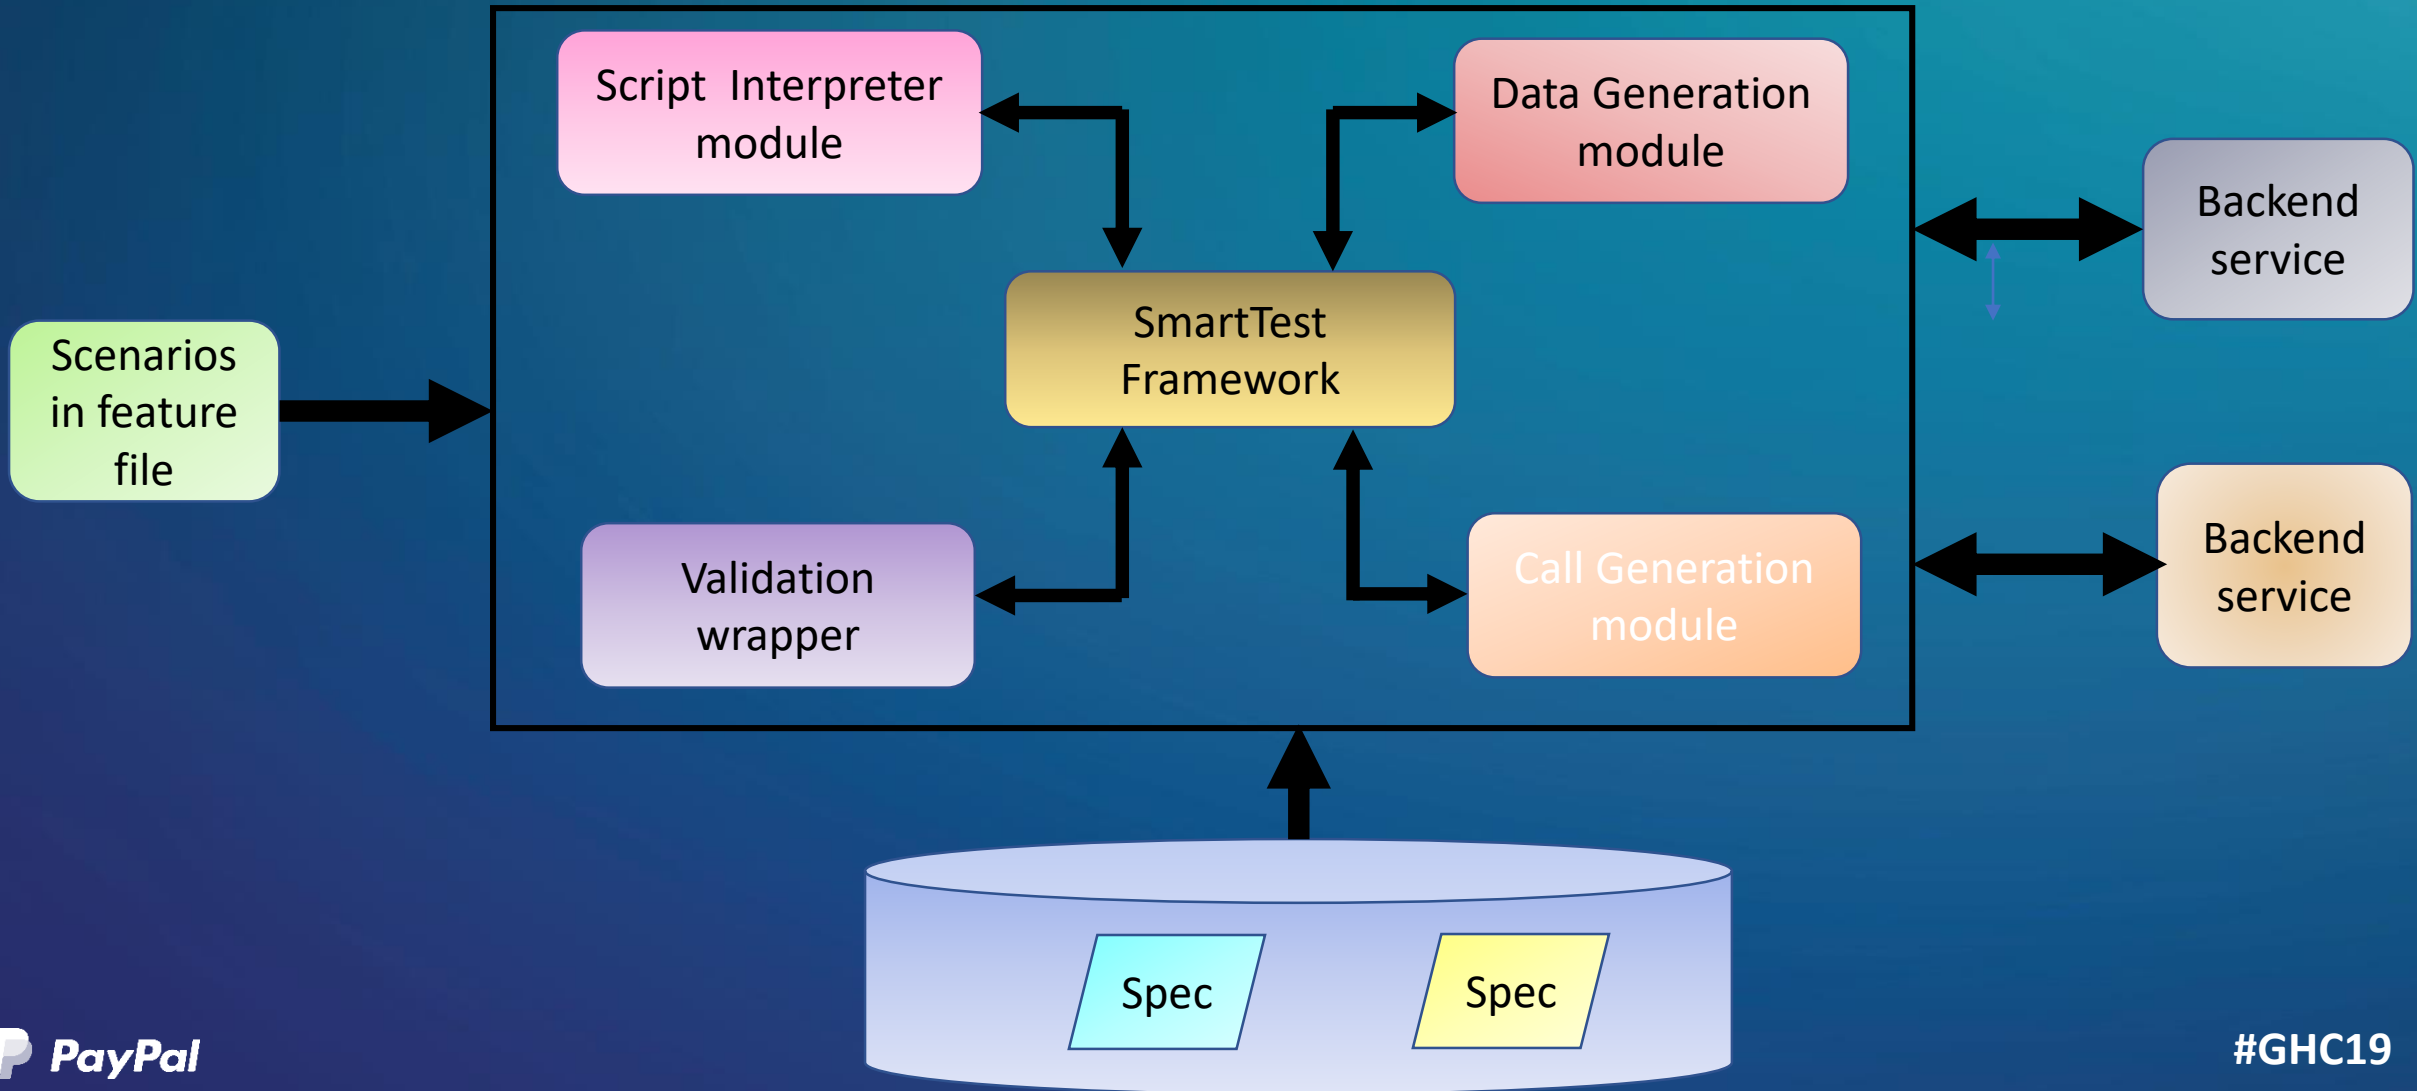 Script  Interpreter
module
Data Generation
module
Backend
service
SmartTest
Framework
Scenarios
in feature
file
Validation
wrapper
Call Generation
module
Backend
service
Spec
Spec
PayPal
#GHC19